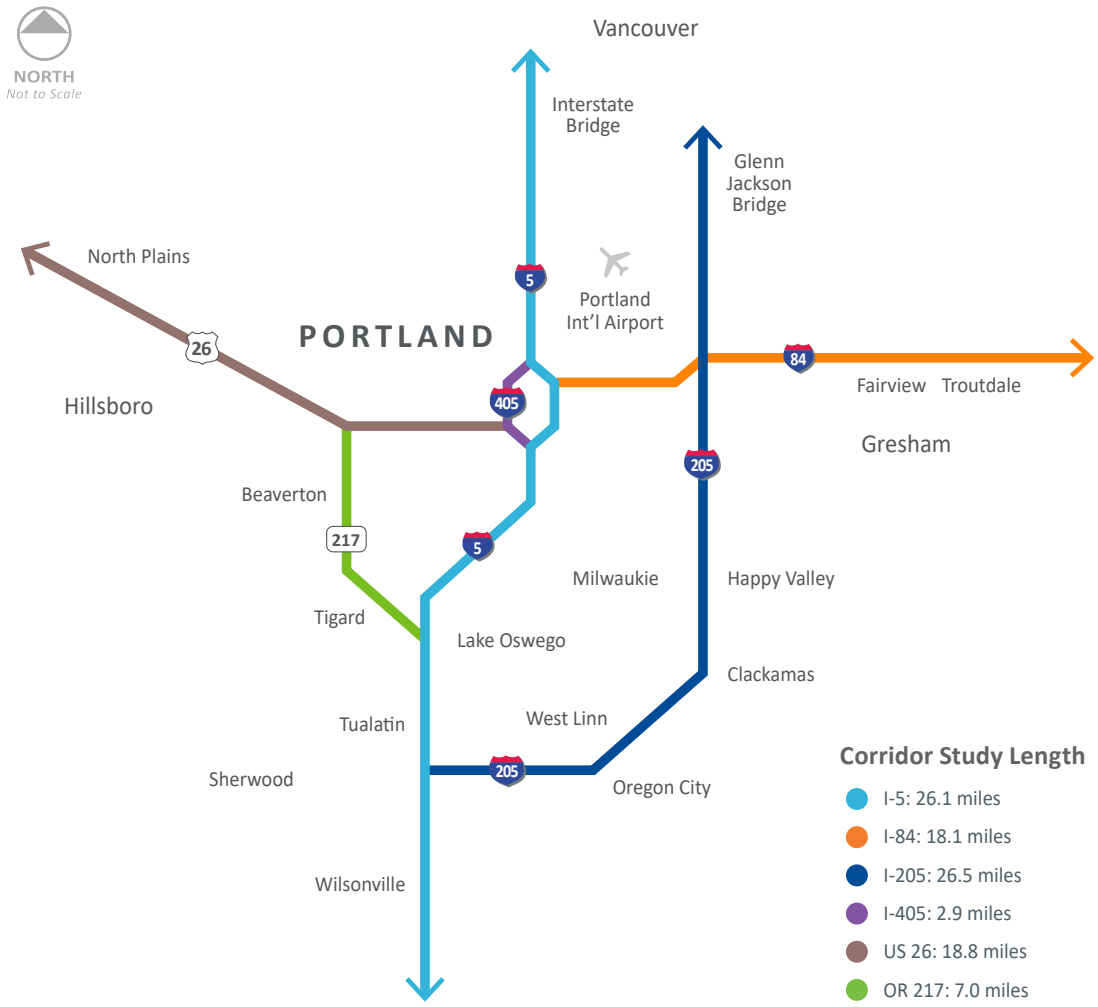 Vancouver
NORTH
Not to Scale
Interstate
Bridge
Glenn
Jackson
Bridge
North Plains
5
Portland
Int'l Airport
PORTLAND
26
84
Fairview Troutdale
Hillsboro
405
Gresham
205
Beaverton
217
5
Milwaukie
Happy Valley
Tigard
Lake Oswego
Clackamas
West Linn
Tualatin
205
Sherwood
Oregon City
Wilsonville
Corridor Study Length
I-5: 26.1 miles
I-84: 18.1 miles
I-205: 26.5 miles
I-405: 2.9 miles
US 26: 18.8 miles
OR 217: 7.0 miles